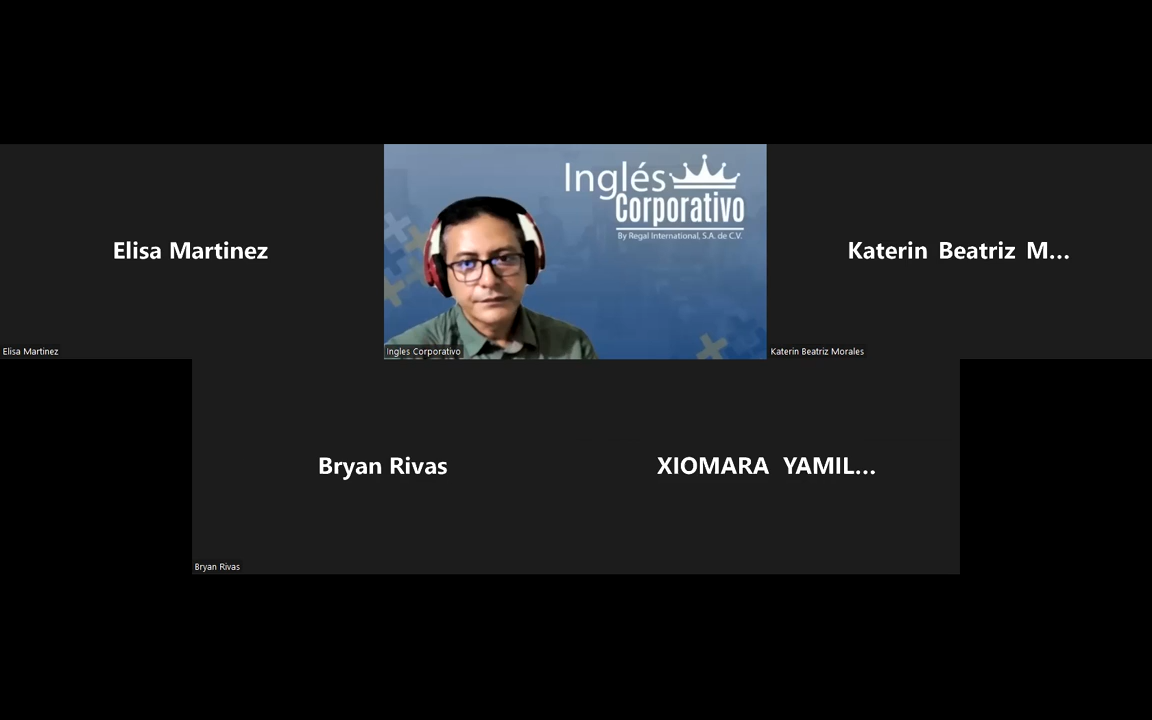 Elisa Martinez
Elisa Martinez
Inglés
Corporativo
By Regal International, S.A. de C.V.
Ingles Corporativo
Katerin Beatriz M...
Katerin Beatriz Morales
Bryan Rivas
Bryan Rivas
XIOMARA YAMIL...